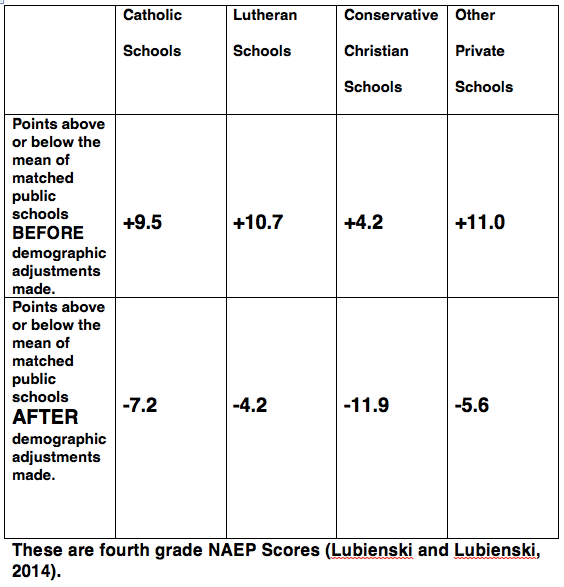 Catholic
Schools
Lutheran
Schools
Conservative
Christian
Schools
Other
Private
Schools
Points above
or below the
mean of
matched
public
schools
BEFORE
demographic
adjustments
made.
+9.5
+10.7
+4.2
+11.0
Points above
or below the
mean of
matched
public
schools
AFTER
demographic
adjustments
made.
-7.2
-4.2
-11.9
-5.6
These are fourth grade NAEP Scores (Lubienski and Lubienski,
2014).